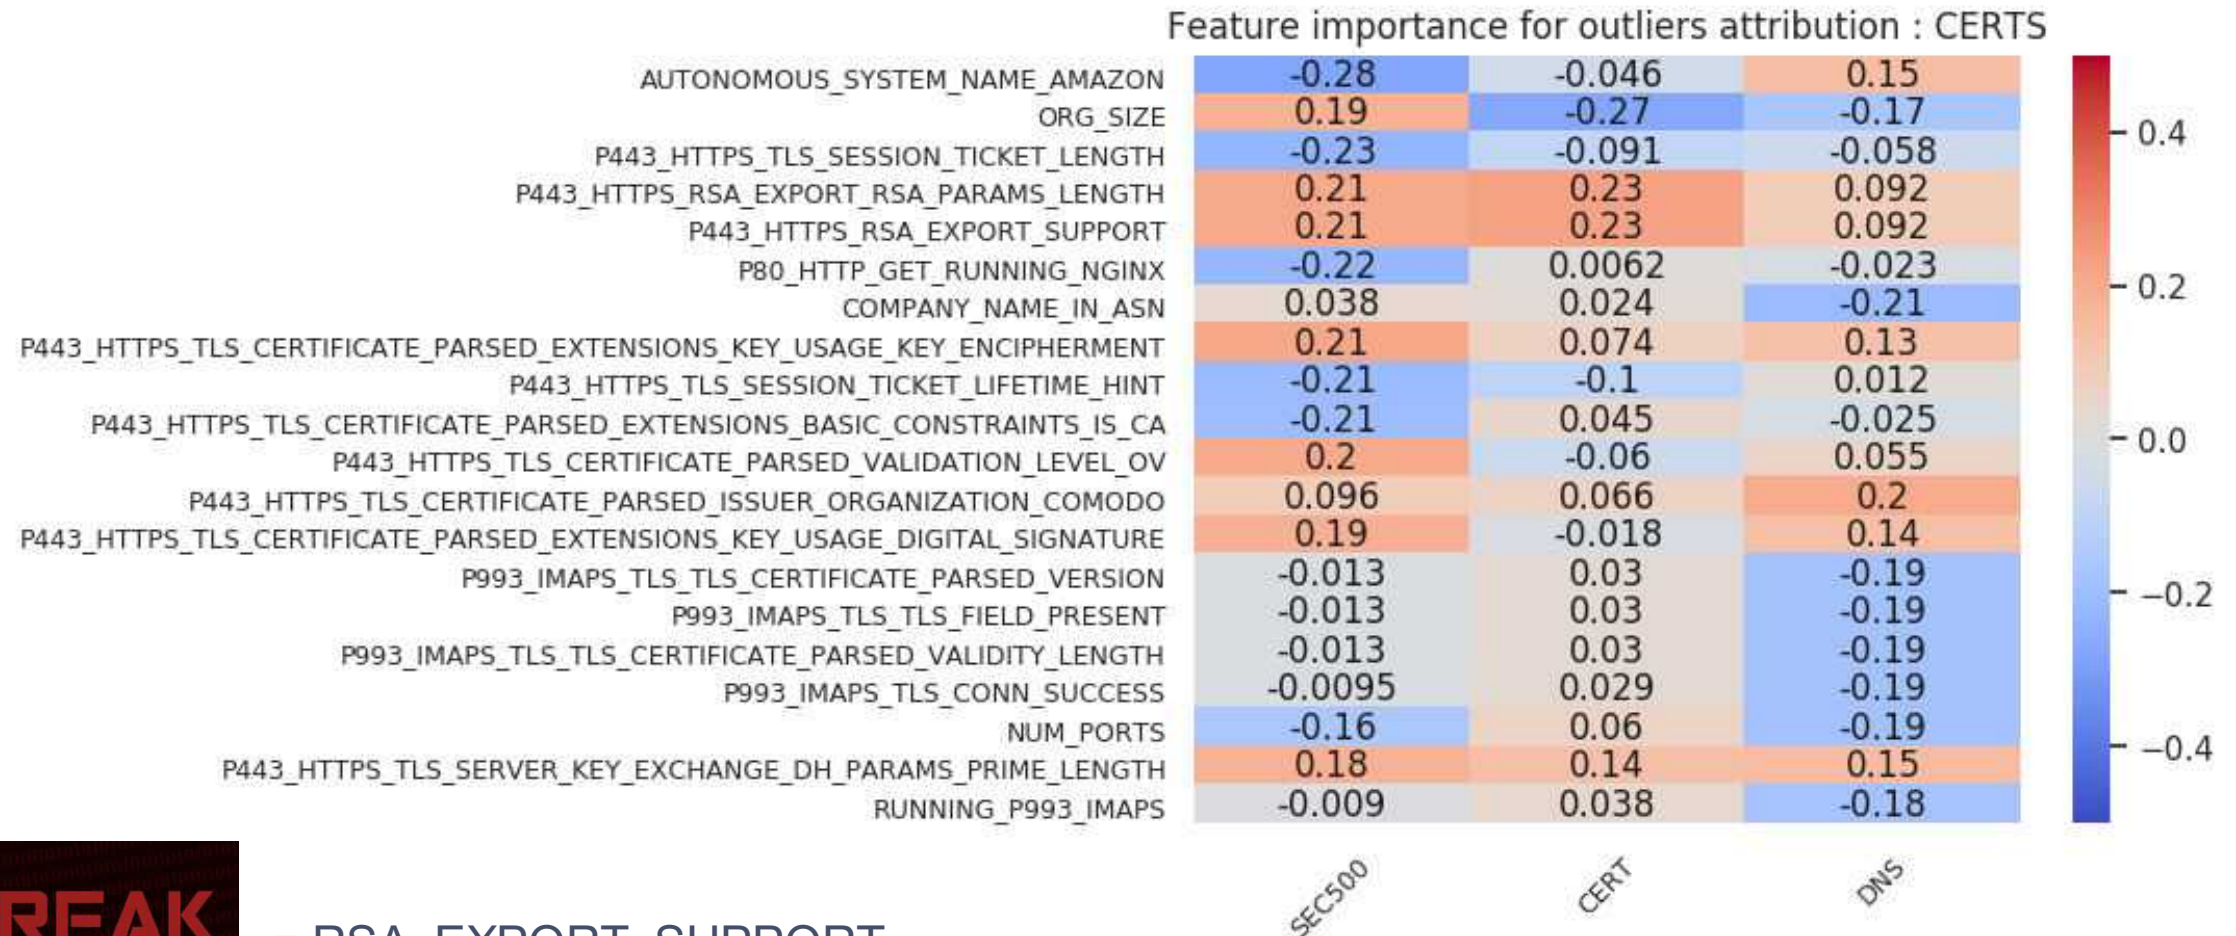 Feature importance for outliers attribution : CERTS
AUTONOMOUS_SYSTEM_NAME_AMAZON -0.28 -0.046 0.15
ORG_SIZE 0.19 -0.27 -0.17
P443_HTTPS_TLS_SESSION_TICKET_LENGTH -0.23 -0.091 -0.058
P443_HTTPS_RSA_EXPORT_RSA_PARAMS_LENGTH 0.21 0.23 0.092
P443_HTTPS_RSA_EXPORT_SUPPORT 0.21 0.23 0.092
P80_HTTP_GET_RUNNING_NGINX -0.22 0.0062 -0.023
COMPANY_NAME_IN_ASN 0.038 0.024 -0.21
P443_HTTPS_TLS_CERTIFICATE_PARSED_EXTENSIONS_KEY_USAGE_KEY_ENCIPHERMENT 0.21 0.074 0.13
P443_HTTPS_TLS_SESSION_TICKET_LIFETIME_HINT -0.21 -0.1 0.012
P443_HTTPS_TLS_CERTIFICATE_PARSED_EXTENSIONS_BASIC_CONSTRAINTS_IS_CA -0.21 0.045 -0.025
P443_HTTPS_TLS_CERTIFICATE_PARSED_VALIDATION_LEVEL_OV 0.2 -0.06 0.055
P443_HTTPS_TLS_CERTIFICATE_PARSED_ISSUER_ORGANIZATION_COMODO 0.096 0.066 0.2
P443_HTTPS_TLS_CERTIFICATE_PARSED_EXTENSIONS_KEY_USAGE_DIGITAL_SIGNATURE 0.19 -0.018 0.14
P993_IMAPS_TLS_TLS_CERTIFICATE_PARSED_VERSION -0.013 0.03 -0.19
P993_IMAPS_TLS_TLS_FIELD_PRESENT -0.013 0.03 -0.19
P993_IMAPS_TLS_TLS_CERTIFICATE_PARSED_VALIDITY_LENGTH -0.013 0.03 -0.19
P993_IMAPS_TLS_CONN_SUCCESS -0.0095 0.029 -0.19
NUM_PORTS -0.16 0.06 -0.19
P443_HTTPS_TLS_SERVER_KEY_EXCHANGE_DH_PARAMS_PRIME_LENGTH 0.18 0.14 0.15
RUNNING_P993_IMAPS -0.009 0.038 -0.18
0.4
0.2
0.0
−0.2
−0.4
SEC500 CERT DNS
REAK
RSA_EXPORT_SUPPORT